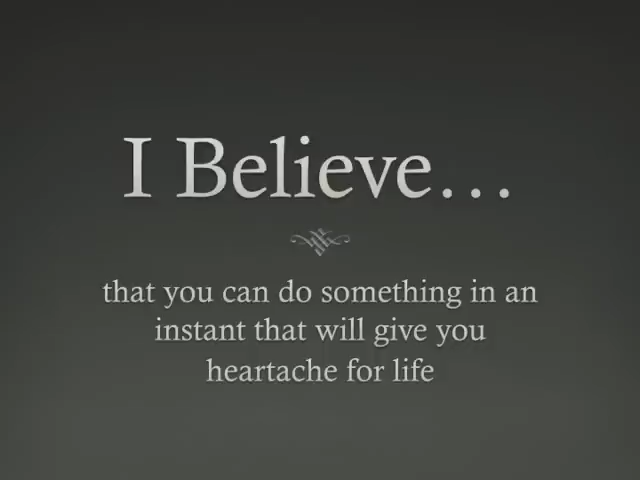 I Believe...
that you can do something in an
instant that will give you
heartache for life